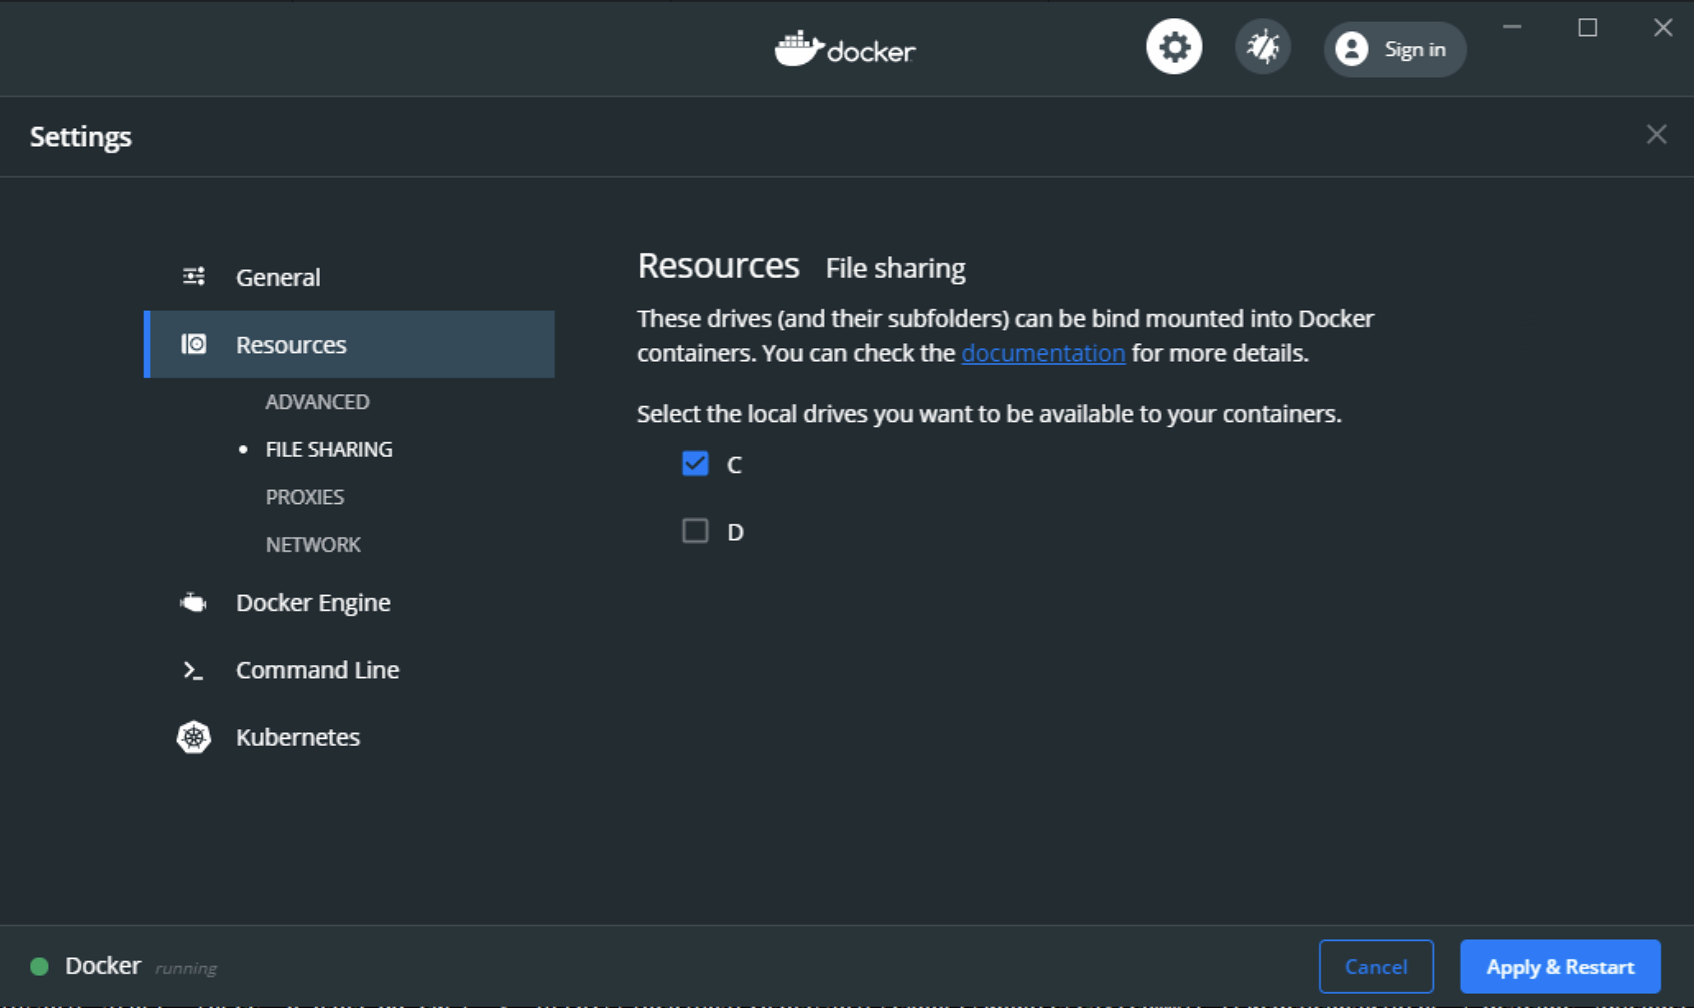 docker
Sign in
Settings
General
Resources
ADVANCED
FILE SHARING
PROXIES
NETWORK
Docker Engine
Command Line
Kubernetes
Resources File sharing
These drives (and their subfolders) can be bind mounted into Docker
containers. You can check the documentation for more details.
Select the local drives you want to be available to your containers.
C
D
Docker running
Cancel
Apply & Restart